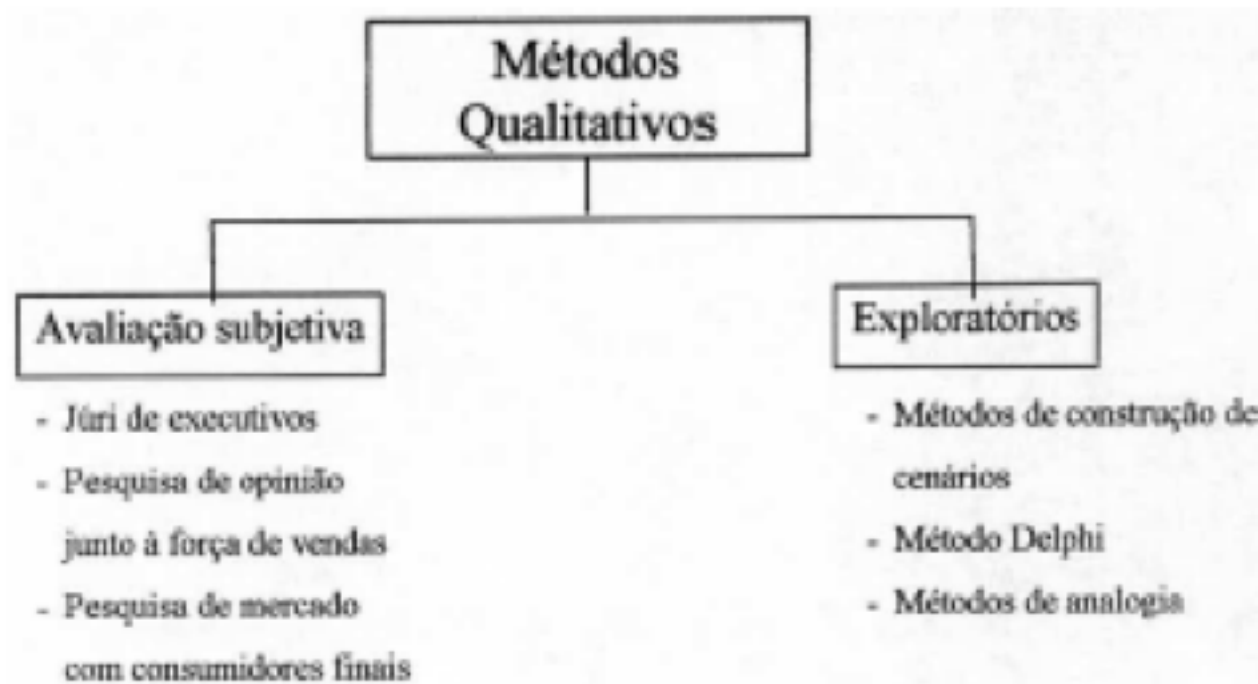 Métodos
Qualitativos
Avaliação subjetiva
- Júri de executivos
- Pesquisa de opinião
junto à força de vendas
- Pesquisa de mercado
com consumidores finais
Exploratórios
- Métodos de construção de
cenários
- Método Delphi
- Métodos de analogia